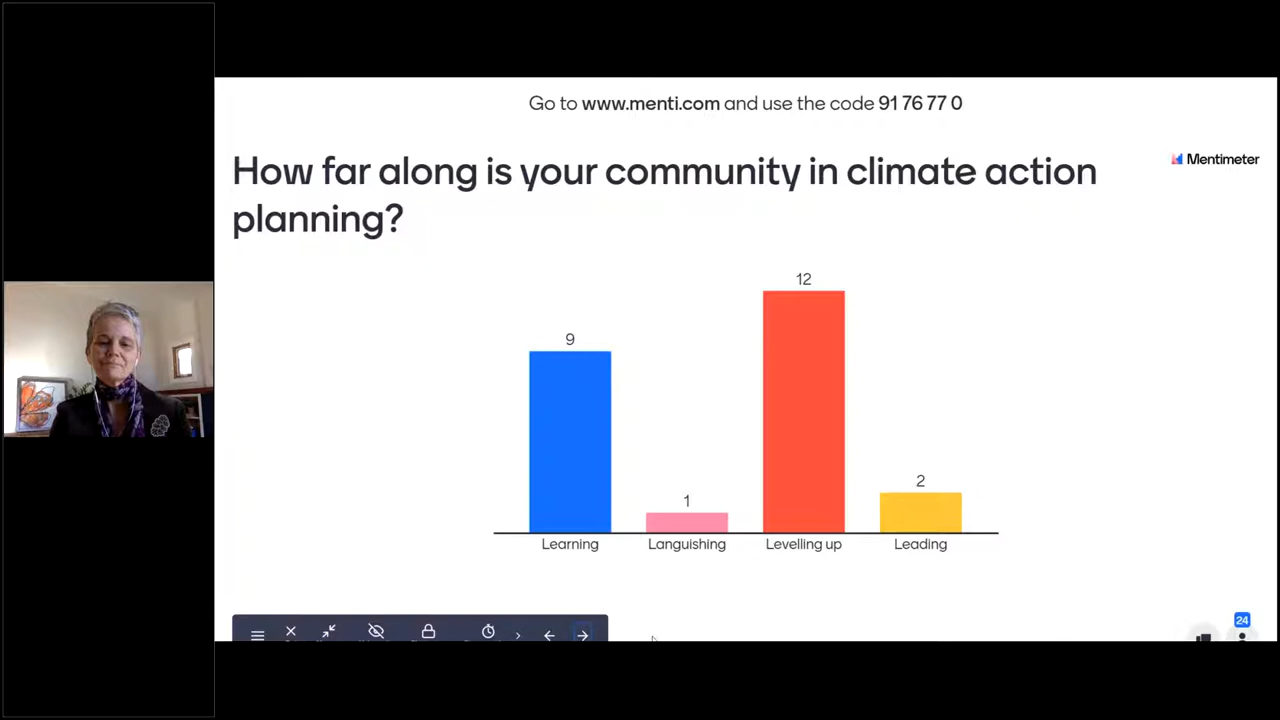 Go to www.menti.com and use the code 91 76 77 0
How far along is your community in climate action
planning?
Mentimeter
12
9
2
1
Learning
Languishing
Levelling up
Leading
24